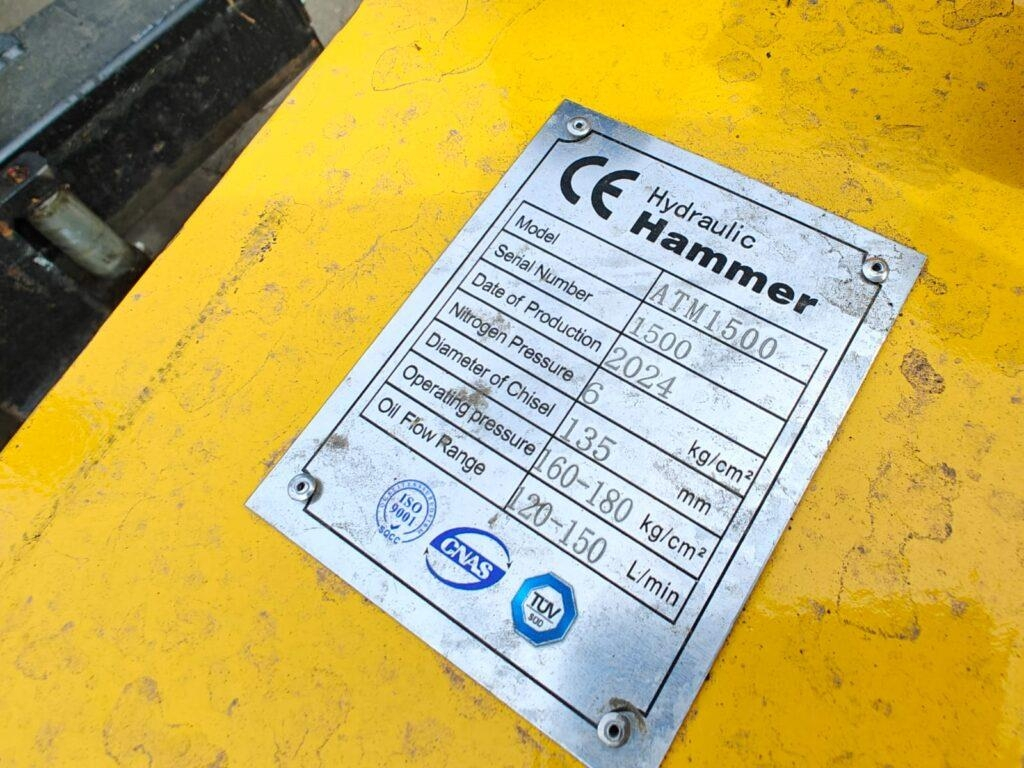 CE Hydraulic
Hammer
Model ATM1500
Serial Number 1500
Date of Production 2024
Nitrogen Pressure 6 kg/cm²
Diameter of Chisel 135 mm
Operating pressure 160-180 kg/cm²
Oil Flow Range 120-150 L/min
ISO
9001
SQCC
CNAS
TÜV
SÜD